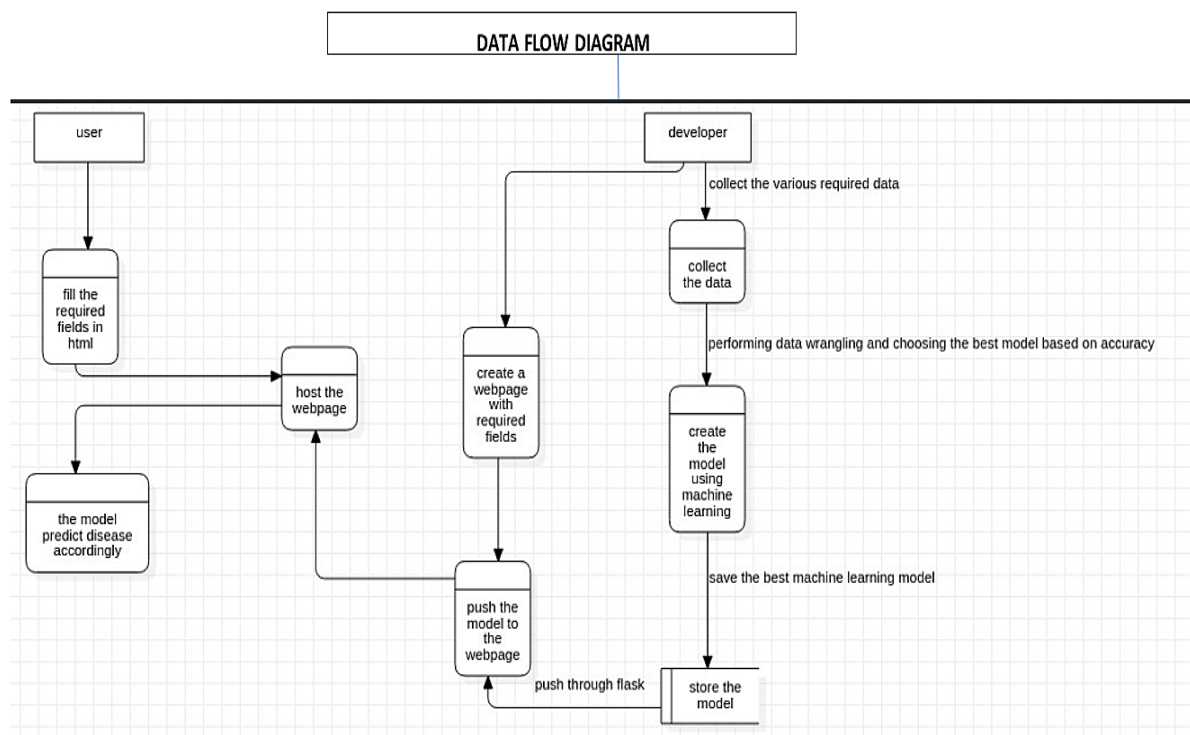 DATA FLOW DIAGRAM
user
developer
collect the various required data
collect
the data
fill the
required
fields in
html
performing data wrangling and choosing the best model based on accuracy
host the
webpage
create a
webpage
with
required
fields
create
the
model
using
machine
learning
the model
predict disease
accordingly
save the best machine learning model
push the
model to
the
webpage
push through flask
store the
model